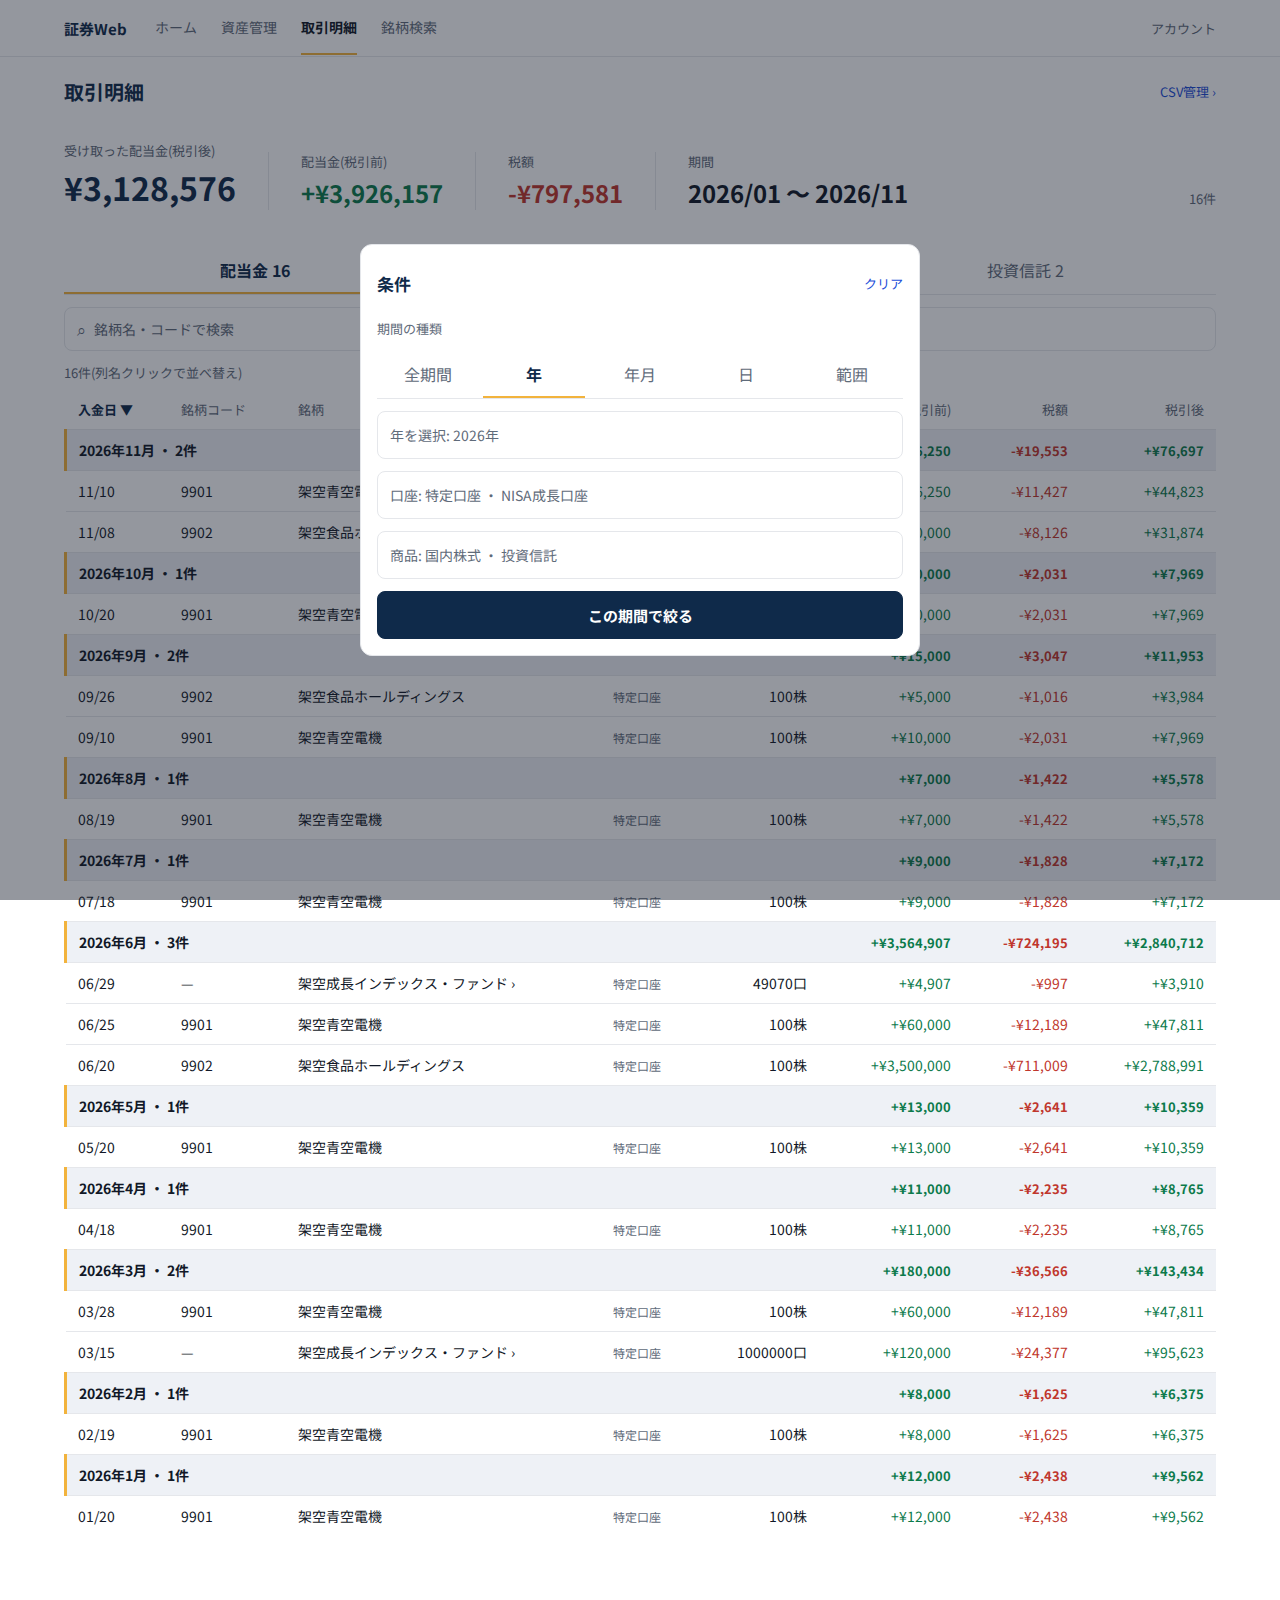 証券Web ホーム 資産管理 取引明細 銘柄検索 アカウント
取引明細 CSV管理 ›
受け取った配当金(税引後) 配当金(税引前) 税額 期間
¥3,128,576 +¥3,926,157 -¥797,581 2026/01 〜 2026/11 16件
配当金 16 投資信託 2
銘柄名・コードで検索
16件(列名クリックで並べ替え)
入金日▼ 銘柄コード 銘柄 引前) 税額 税引後
条件 クリア
期間の種類
全期間 年 年月 日 範囲
年を選択: 2026年
口座: 特定口座 ・ NISA成長口座
商品: 国内株式 ・ 投資信託
この期間で絞る
2026年11月 ・ 2件 ,250 -¥19,553 +¥76,697
11/10 9901 架空青空 ,250 -¥11,427 +¥44,823
11/08 9902 架空食品 ,000 -¥8,126 +¥31,874
2026年10月 ・ 1件 ,000 -¥2,031 +¥7,969
10/20 9901 架空青空 ,000 -¥2,031 +¥7,969
2026年9月 ・ 2件 +¥15,000 -¥3,047 +¥11,953
09/26 9902 架空食品ホールディングス 特定口座 100株 +¥5,000 -¥1,016 +¥3,984
09/10 9901 架空青空電機 特定口座 100株 +¥10,000 -¥2,031 +¥7,969
2026年8月 ・ 1件 +¥7,000 -¥1,422 +¥5,578
08/19 9901 架空青空電機 特定口座 100株 +¥7,000 -¥1,422 +¥5,578
2026年7月 ・ 1件 +¥9,000 -¥1,828 +¥7,172
07/18 9901 架空青空電機 特定口座 100株 +¥9,000 -¥1,828 +¥7,172
2026年6月 ・ 3件 +¥3,564,907 -¥724,195 +¥2,840,712
06/29 — 架空成長インデックス・ファンド › 特定口座 49070口 +¥4,907 -¥997 +¥3,910
06/25 9901 架空青空電機 特定口座 100株 +¥60,000 -¥12,189 +¥47,811
06/20 9902 架空食品ホールディングス 特定口座 100株 +¥3,500,000 -¥711,009 +¥2,788,991
2026年5月 ・ 1件 +¥13,000 -¥2,641 +¥10,359
05/20 9901 架空青空電機 特定口座 100株 +¥13,000 -¥2,641 +¥10,359
2026年4月 ・ 1件 +¥11,000 -¥2,235 +¥8,765
04/18 9901 架空青空電機 特定口座 100株 +¥11,000 -¥2,235 +¥8,765
2026年3月 ・ 2件 +¥180,000 -¥36,566 +¥143,434
03/28 9901 架空青空電機 特定口座 100株 +¥60,000 -¥12,189 +¥47,811
03/15 — 架空成長インデックス・ファンド › 特定口座 1000000口 +¥120,000 -¥24,377 +¥95,623
2026年2月 ・ 1件 +¥8,000 -¥1,625 +¥6,375
02/19 9901 架空青空電機 特定口座 100株 +¥8,000 -¥1,625 +¥6,375
2026年1月 ・ 1件 +¥12,000 -¥2,438 +¥9,562
01/20 9901 架空青空電機 特定口座 100株 +¥12,000 -¥2,438 +¥9,562